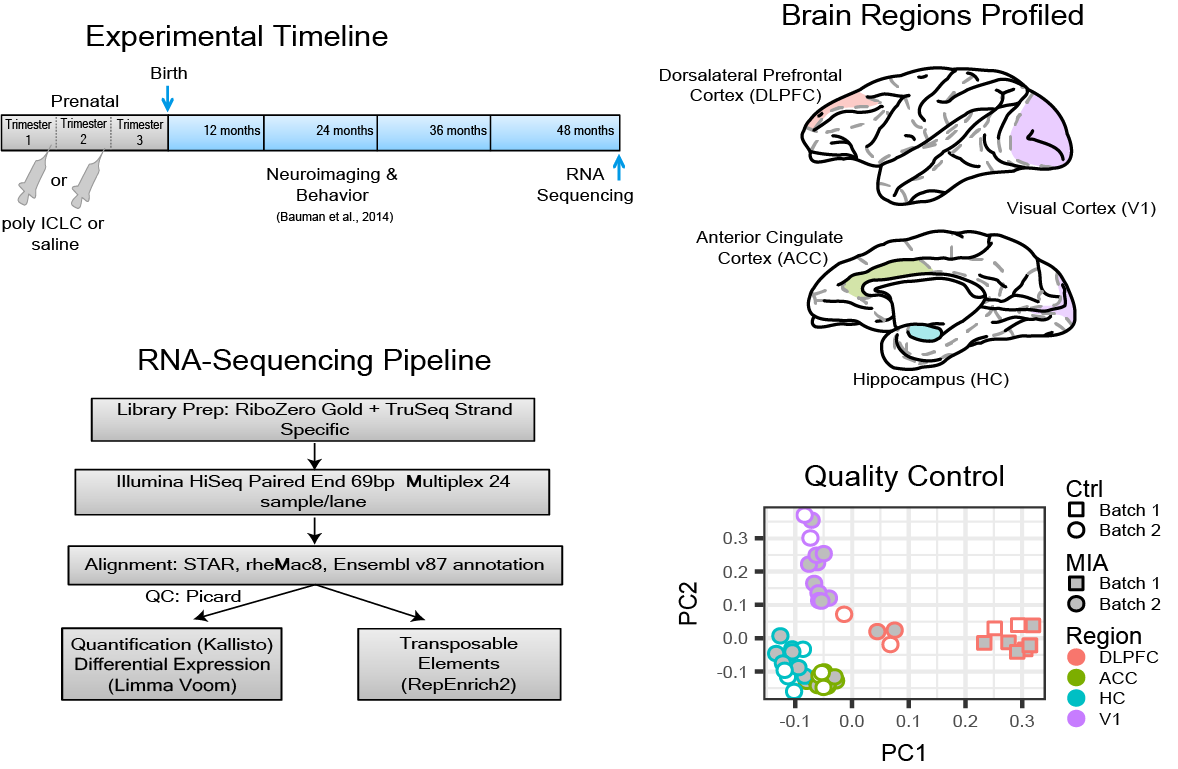 Experimental Timeline
Birth
Prenatal
Trimester
1
Trimester
2
Trimester
3
12 months
24 months
36 months
48 months
or
poly ICLC or
saline
Neuroimaging &
Behavior
(Bauman et al., 2014)
RNA
Sequencing
Brain Regions Profiled
Dorsalateral Prefrontal
Cortex (DLPFC)
Visual Cortex (V1)
Anterior Cingulate
Cortex (ACC)
Hippocampus (HC)
RNA-Sequencing Pipeline
Library Prep: RiboZero Gold + TruSeq Strand
Specific
Illumina HiSeq Paired End 69bp Multiplex 24
sample/lane
Alignment: STAR, rheMac8, Ensembl v87 annotation
QC: Picard
Quantification (Kallisto)
Differential Expression
(Limma Voom)
Transposable
Elements
(RepEnrich2)
Quality Control
PC2
0.3
0.2
0.1
0.0
-0.1
-0.1
0.0
0.1
0.2
0.3
PC1
Ctrl
Batch 1
Batch 2
MIA
Batch 1
Batch 2
Region
DLPFC
ACC
HC
V1